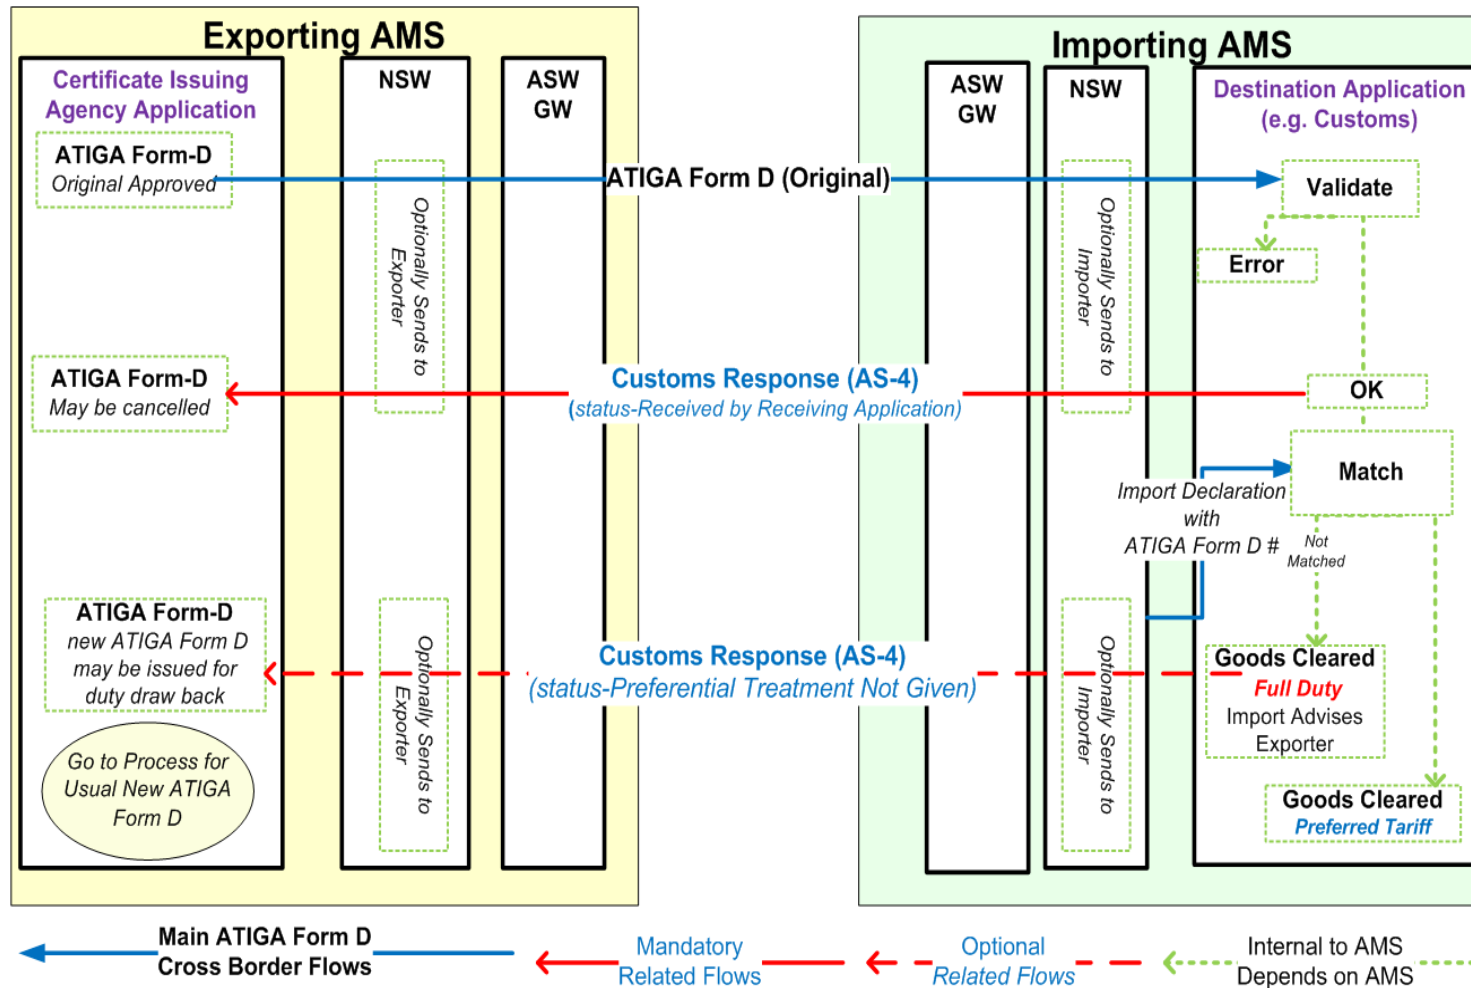 Exporting AMS
Importing AMS
Certificate Issuing
Agency Application
NSW
ASW
GW
ASW
GW
NSW
Destination Application
(e.g. Customs)
ATIGA Form-D
Original Approved
ATIGA Form D (Original)
Validate
Optionally Sends to
Exporter
Optionally Sends to
Importer
Error
ATIGA Form-D
May be cancelled
Customs Response (AS-4)
(status-Received by Receiving Application)
OK
Match
Import Declaration
with
ATIGA Form D #
Not
Matched
ATIGA Form-D
new ATIGA Form D
may be issued for
duty draw back
Optionally Sends to
Exporter
Customs Response (AS-4)
(status-Preferential Treatment Not Given)
Optionally Sends to
Importer
Goods Cleared
Full Duty
Import Advises
Exporter
Go to Process for
Usual New ATIGA
Form D
Goods Cleared
Preferred Tariff
Main ATIGA Form D
Cross Border Flows
Mandatory
Related Flows
Optional
Related Flows
Internal to AMS
Depends on AMS